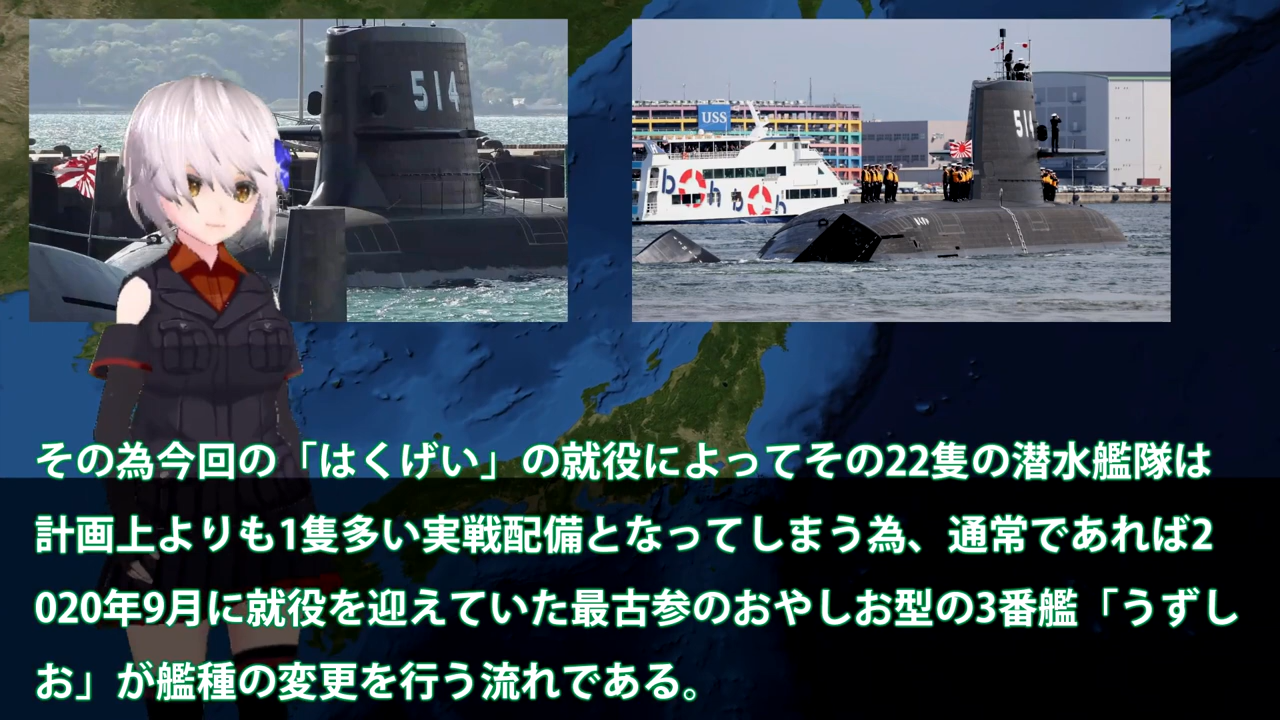 514
USS
514
その為今回の「はくげい」の就役によってその22隻の潜水艦隊は
計画上よりも1隻多い実戦配備となってしまう為、通常であれば2
020年9月に就役を迎えていた最古参のおやしお型の3番艦「うずし
お」が艦種の変更を行う流れである。